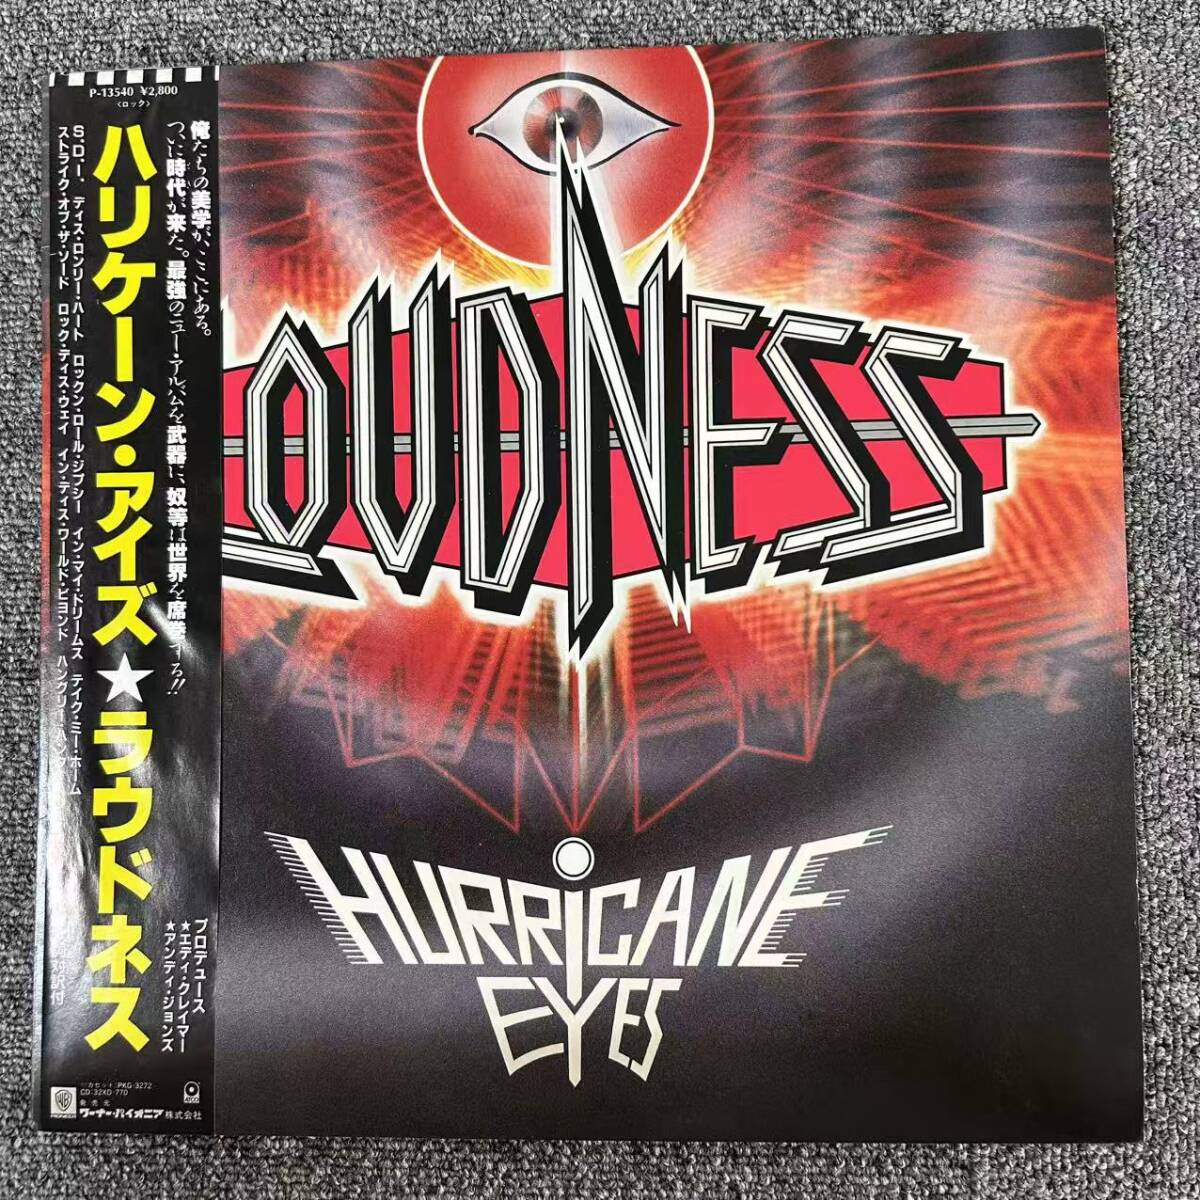 P-13540 ¥2,800
〈ロック〉
ハリケーン・アイズ★ラウドネス
俺たちの美学が、ここにある。
ついに時代が来た。最強のニュー・アルバムを武器に、奴等は世界を席巻する!!
S.D.I. ディス・ロンリー・ハート ロックン・ロール・ジプシー イン・マイ・ドリームス テイク・ミー・ホーム
ストライク・オブ・ザ・ソード ロック・ディス・ウェイ イン・ディス・ワールド・ビヨンド ハングリー・ハンター
対訳付
プロデュース
★エディ・クレイマー
★アンディ・ジョンズ
カセット:PKG-3272
CD:32XD-770
発売元
ワーナー・パイオニア株式会社
LOUDNESS
HURRICANE
EYES